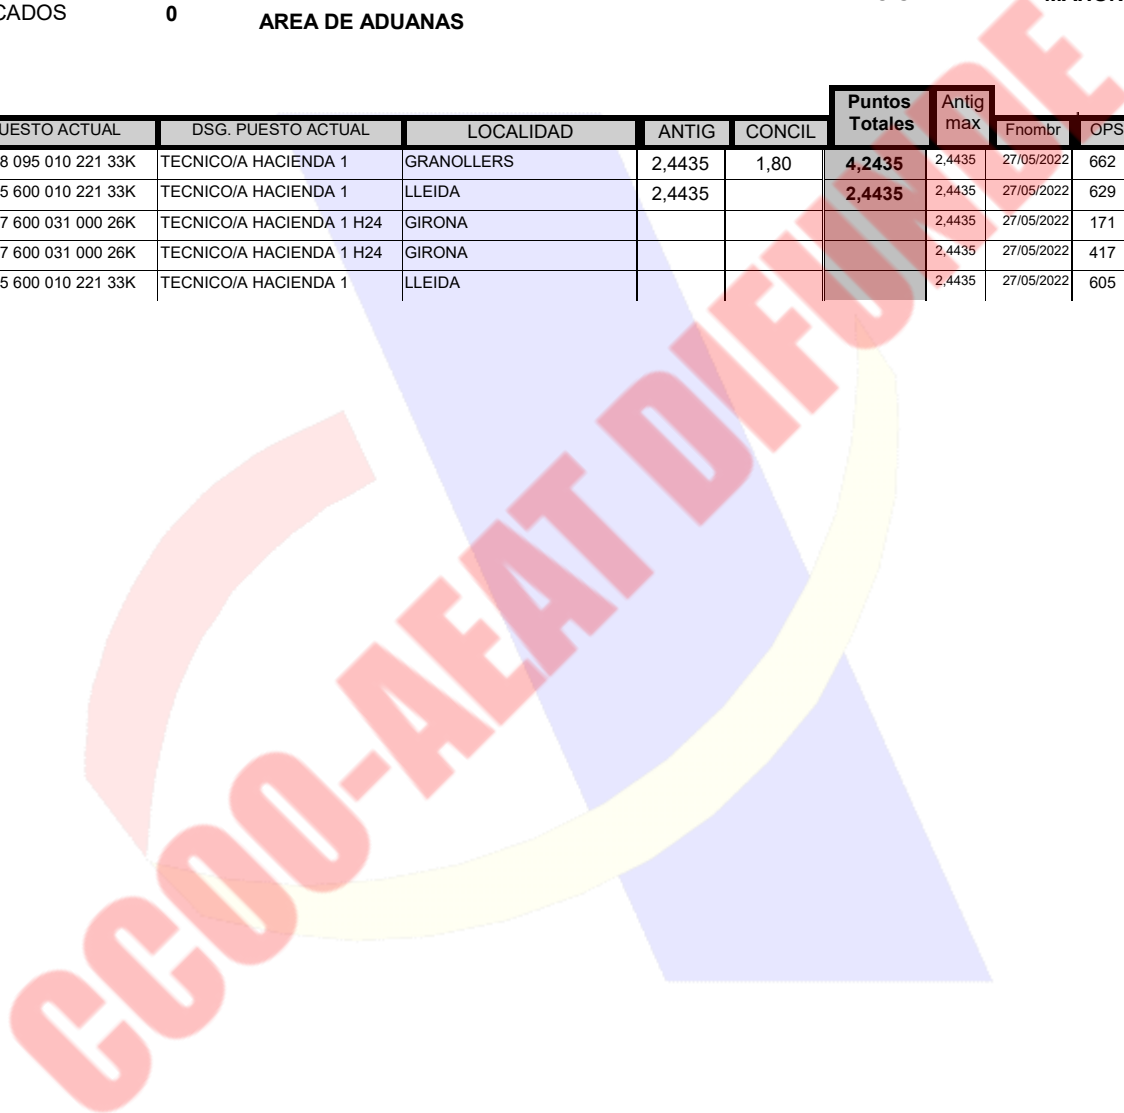 CADOS 0 AREA DE ADUANAS
UESTO ACTUAL DSG. PUESTO ACTUAL LOCALIDAD ANTIG CONCIL Puntos Totales Antig max Fnombr OPS
8 095 010 221 33K TECNICO/A HACIENDA 1 GRANOLLERS 2,4435 1,80 4,2435 2,4435 27/05/2022 662
5 600 010 221 33K TECNICO/A HACIENDA 1 LLEIDA 2,4435 2,4435 2,4435 27/05/2022 629
7 600 031 000 26K TECNICO/A HACIENDA 1 H24 GIRONA 2,4435 27/05/2022 171
7 600 031 000 26K TECNICO/A HACIENDA 1 H24 GIRONA 2,4435 27/05/2022 417
5 600 010 221 33K TECNICO/A HACIENDA 1 LLEIDA 2,4435 27/05/2022 605
CCOO-AEAT DIFUNDE